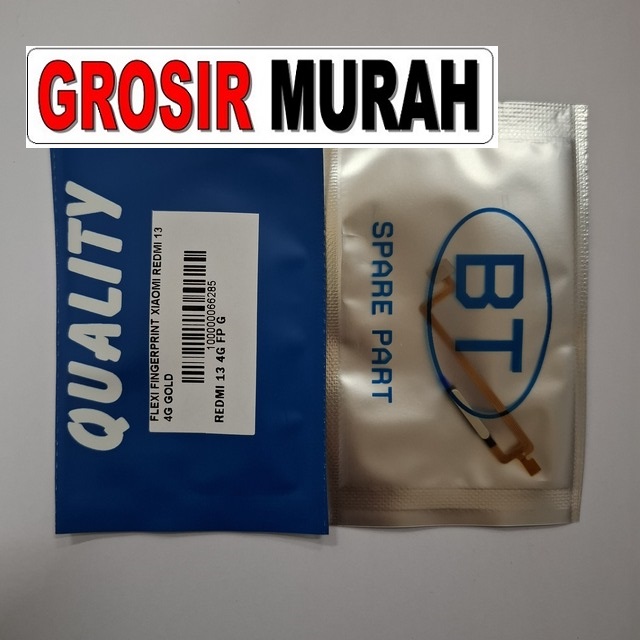 GROSIR MURAH
QUALITY
FLEXI FINGERPRINT XIAOMI REDMI 13
4G GOLD
100000066285
REDMI 13 4G FP G
SPARE PART
BT